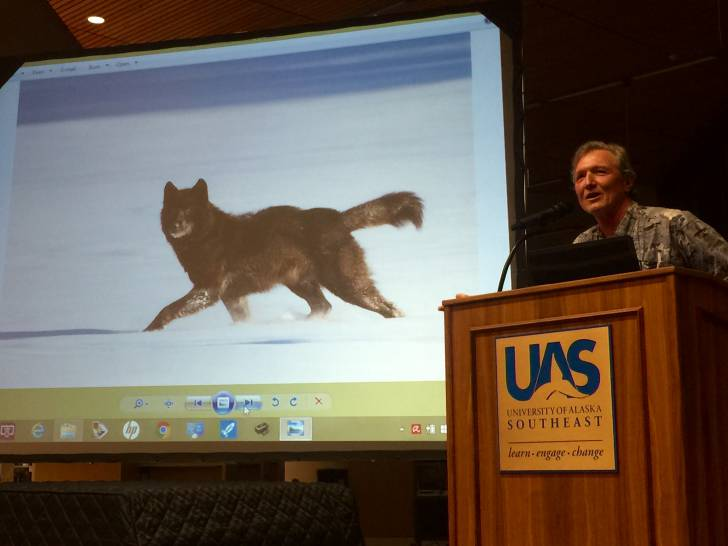 hp
UAS
UNIVERSITY OF ALASKA
SOUTHEAST
learn · engage · change